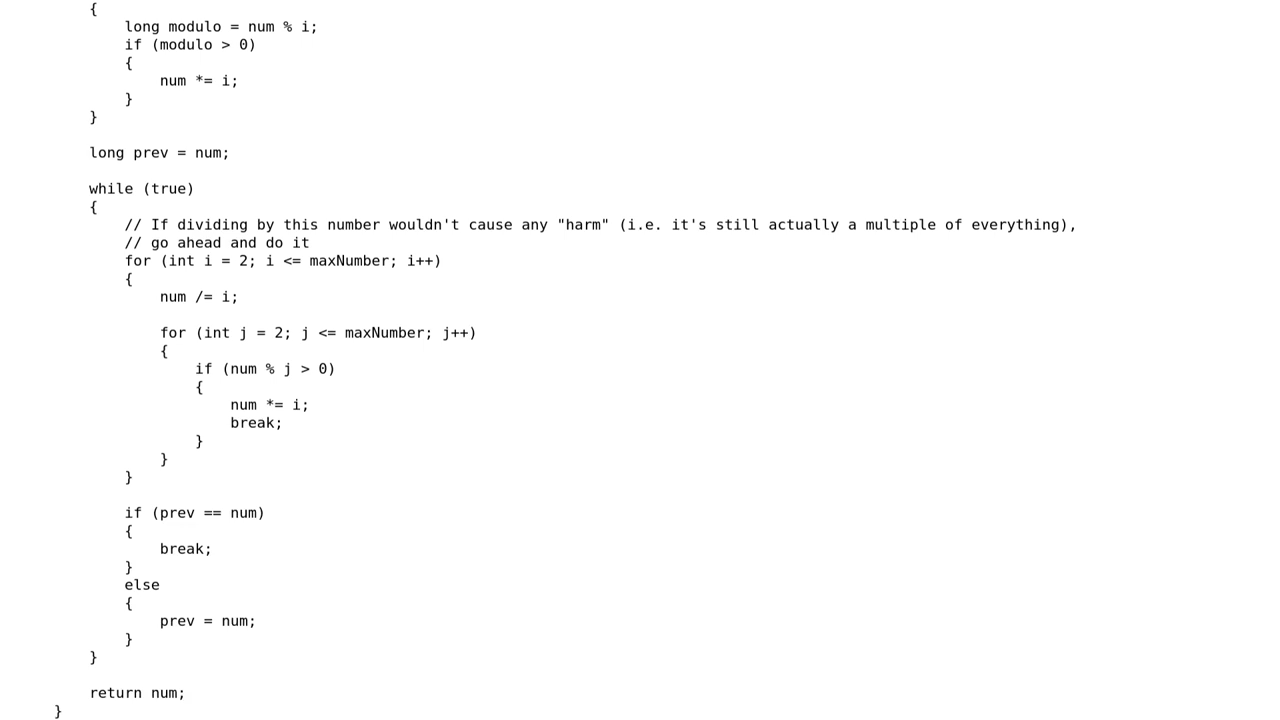 {
long modulo = num % i;
if (modulo > 0)
{
num *= i;
}
}
long prev = num;
while (true)
{
// If dividing by this number wouldn't cause any "harm" (i.e. it's still actually a multiple of everything),
// go ahead and do it
for (int i = 2; i <= maxNumber; i++)
{
num /= i;
for (int j = 2; j <= maxNumber; j++)
{
if (num % j > 0)
{
num *= i;
break;
}
}
}
if (prev == num)
{
break;
}
else
{
prev = num;
}
}
return num;
}